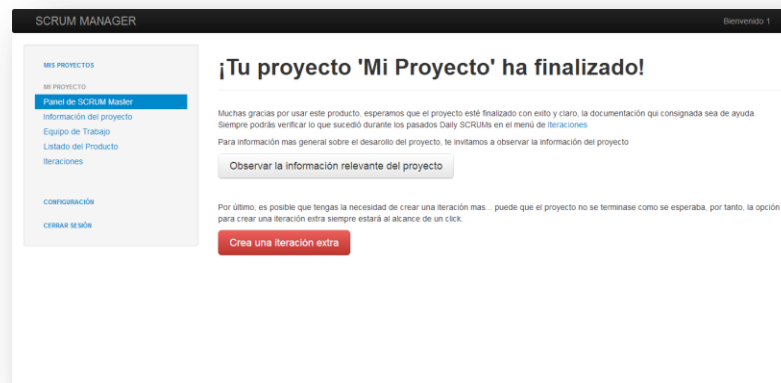 SCRUM MANAGER
Bienvenido 1
MIS PROYECTOS
MI PROYECTO
Panel de SCRUM Master
Información del proyecto
Equipo de Trabajo
Listado del Producto
Iteraciones
CONFIGURACIÓN
CERRAR SESIÓN
¡Tu proyecto 'Mi Proyecto' ha finalizado!
Muchas gracias por usar este producto, esperamos que el proyecto esté finalizado con exito y claro, la documentación qui consignada sea de ayuda.
Siempre podrás verificar lo que sucedió durante los pasados Daily SCRUMs en el menú de Iteraciones
Para información mas general sobre el desarollo del proyecto, te invitamos a observar la información del proyecto
Observar la información relevante del proyecto
Por último, es posible que tengas la necesidad de crear una iteración mas... puede que el proyecto no se terminase como se esperaba, por tanto, la opción
para crear una iteración extra siempre estará al alcance de un click.
Crea una iteración extra